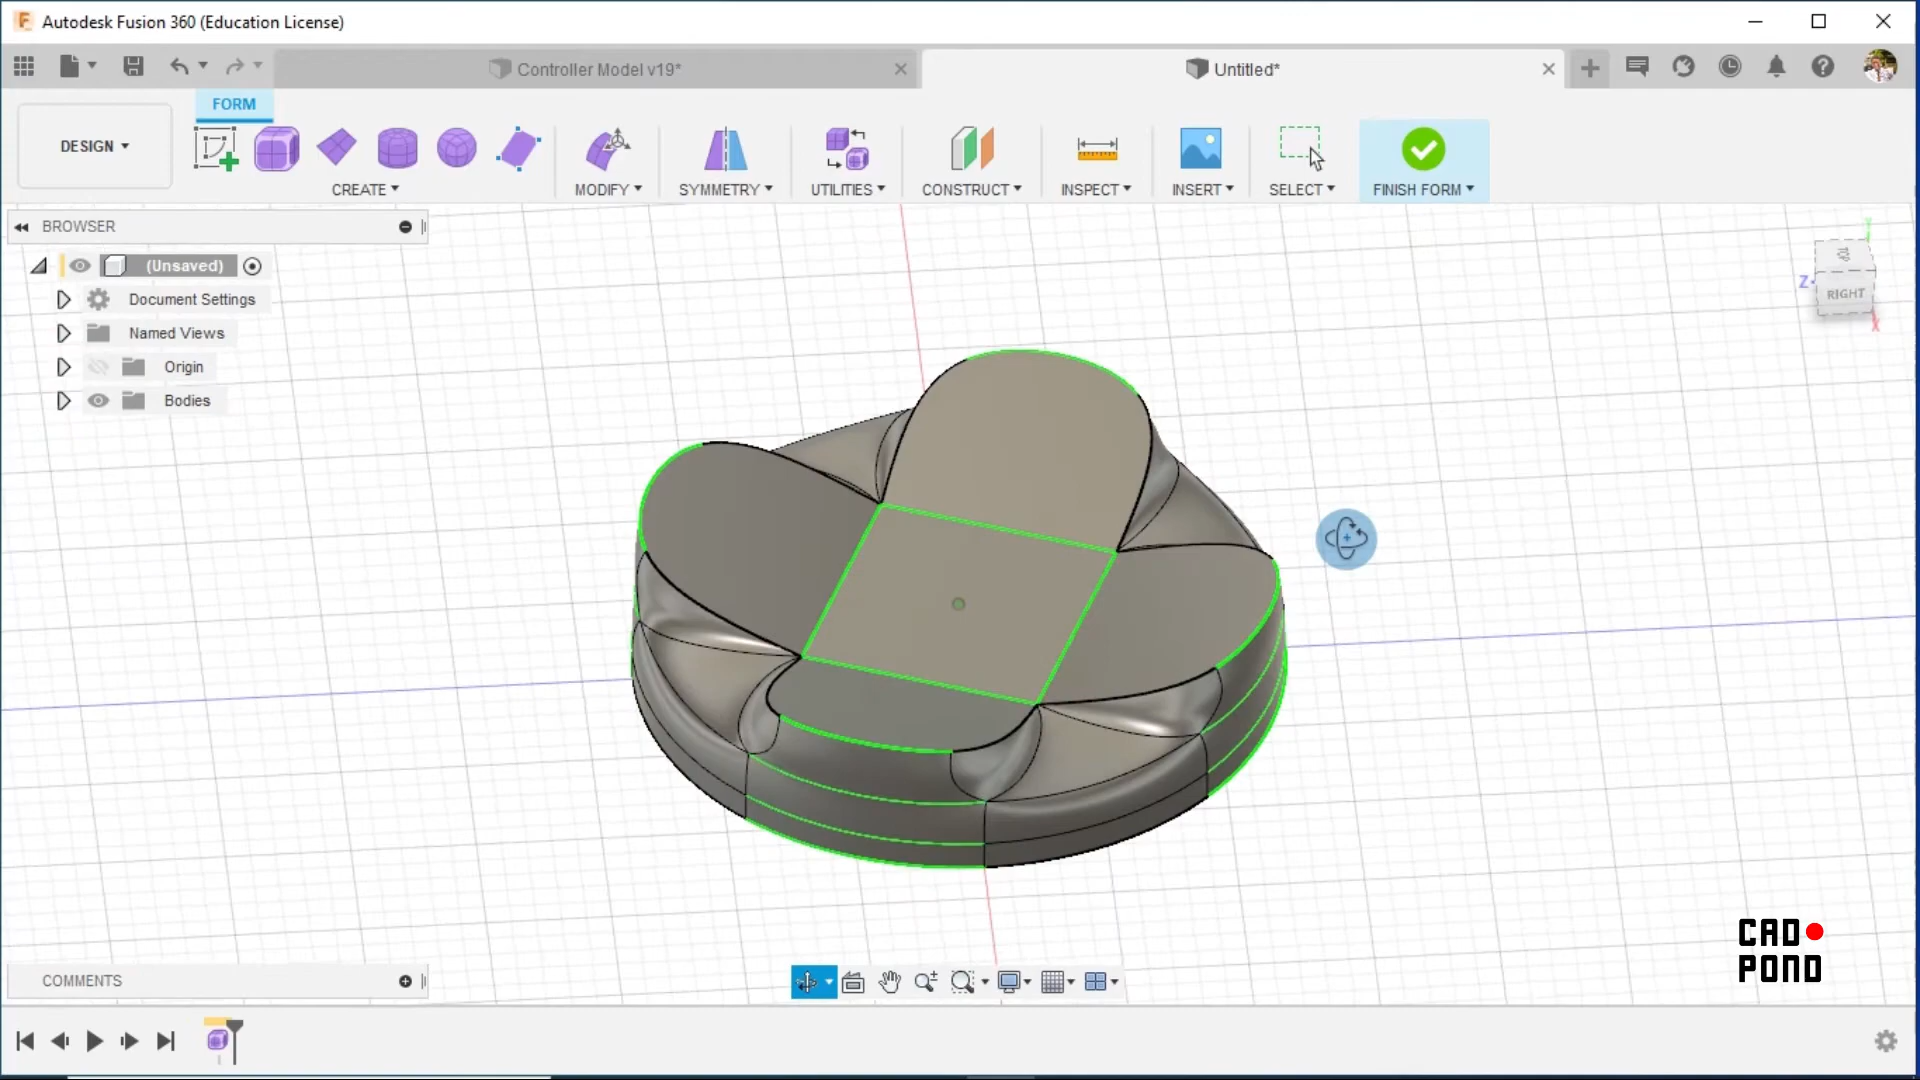 Autodesk Fusion 360 (Education License)
Controller Model v19*
Untitled*
FORM
DESIGN
CREATE
MODIFY
SYMMETRY
UTILITIES
CONSTRUCT
INSPECT
INSERT
SELECT
FINISH FORM
BROWSER
(Unsaved)
Document Settings
Named Views
Origin
Bodies
Z
RIGHT
X
CAD
POND
COMMENTS